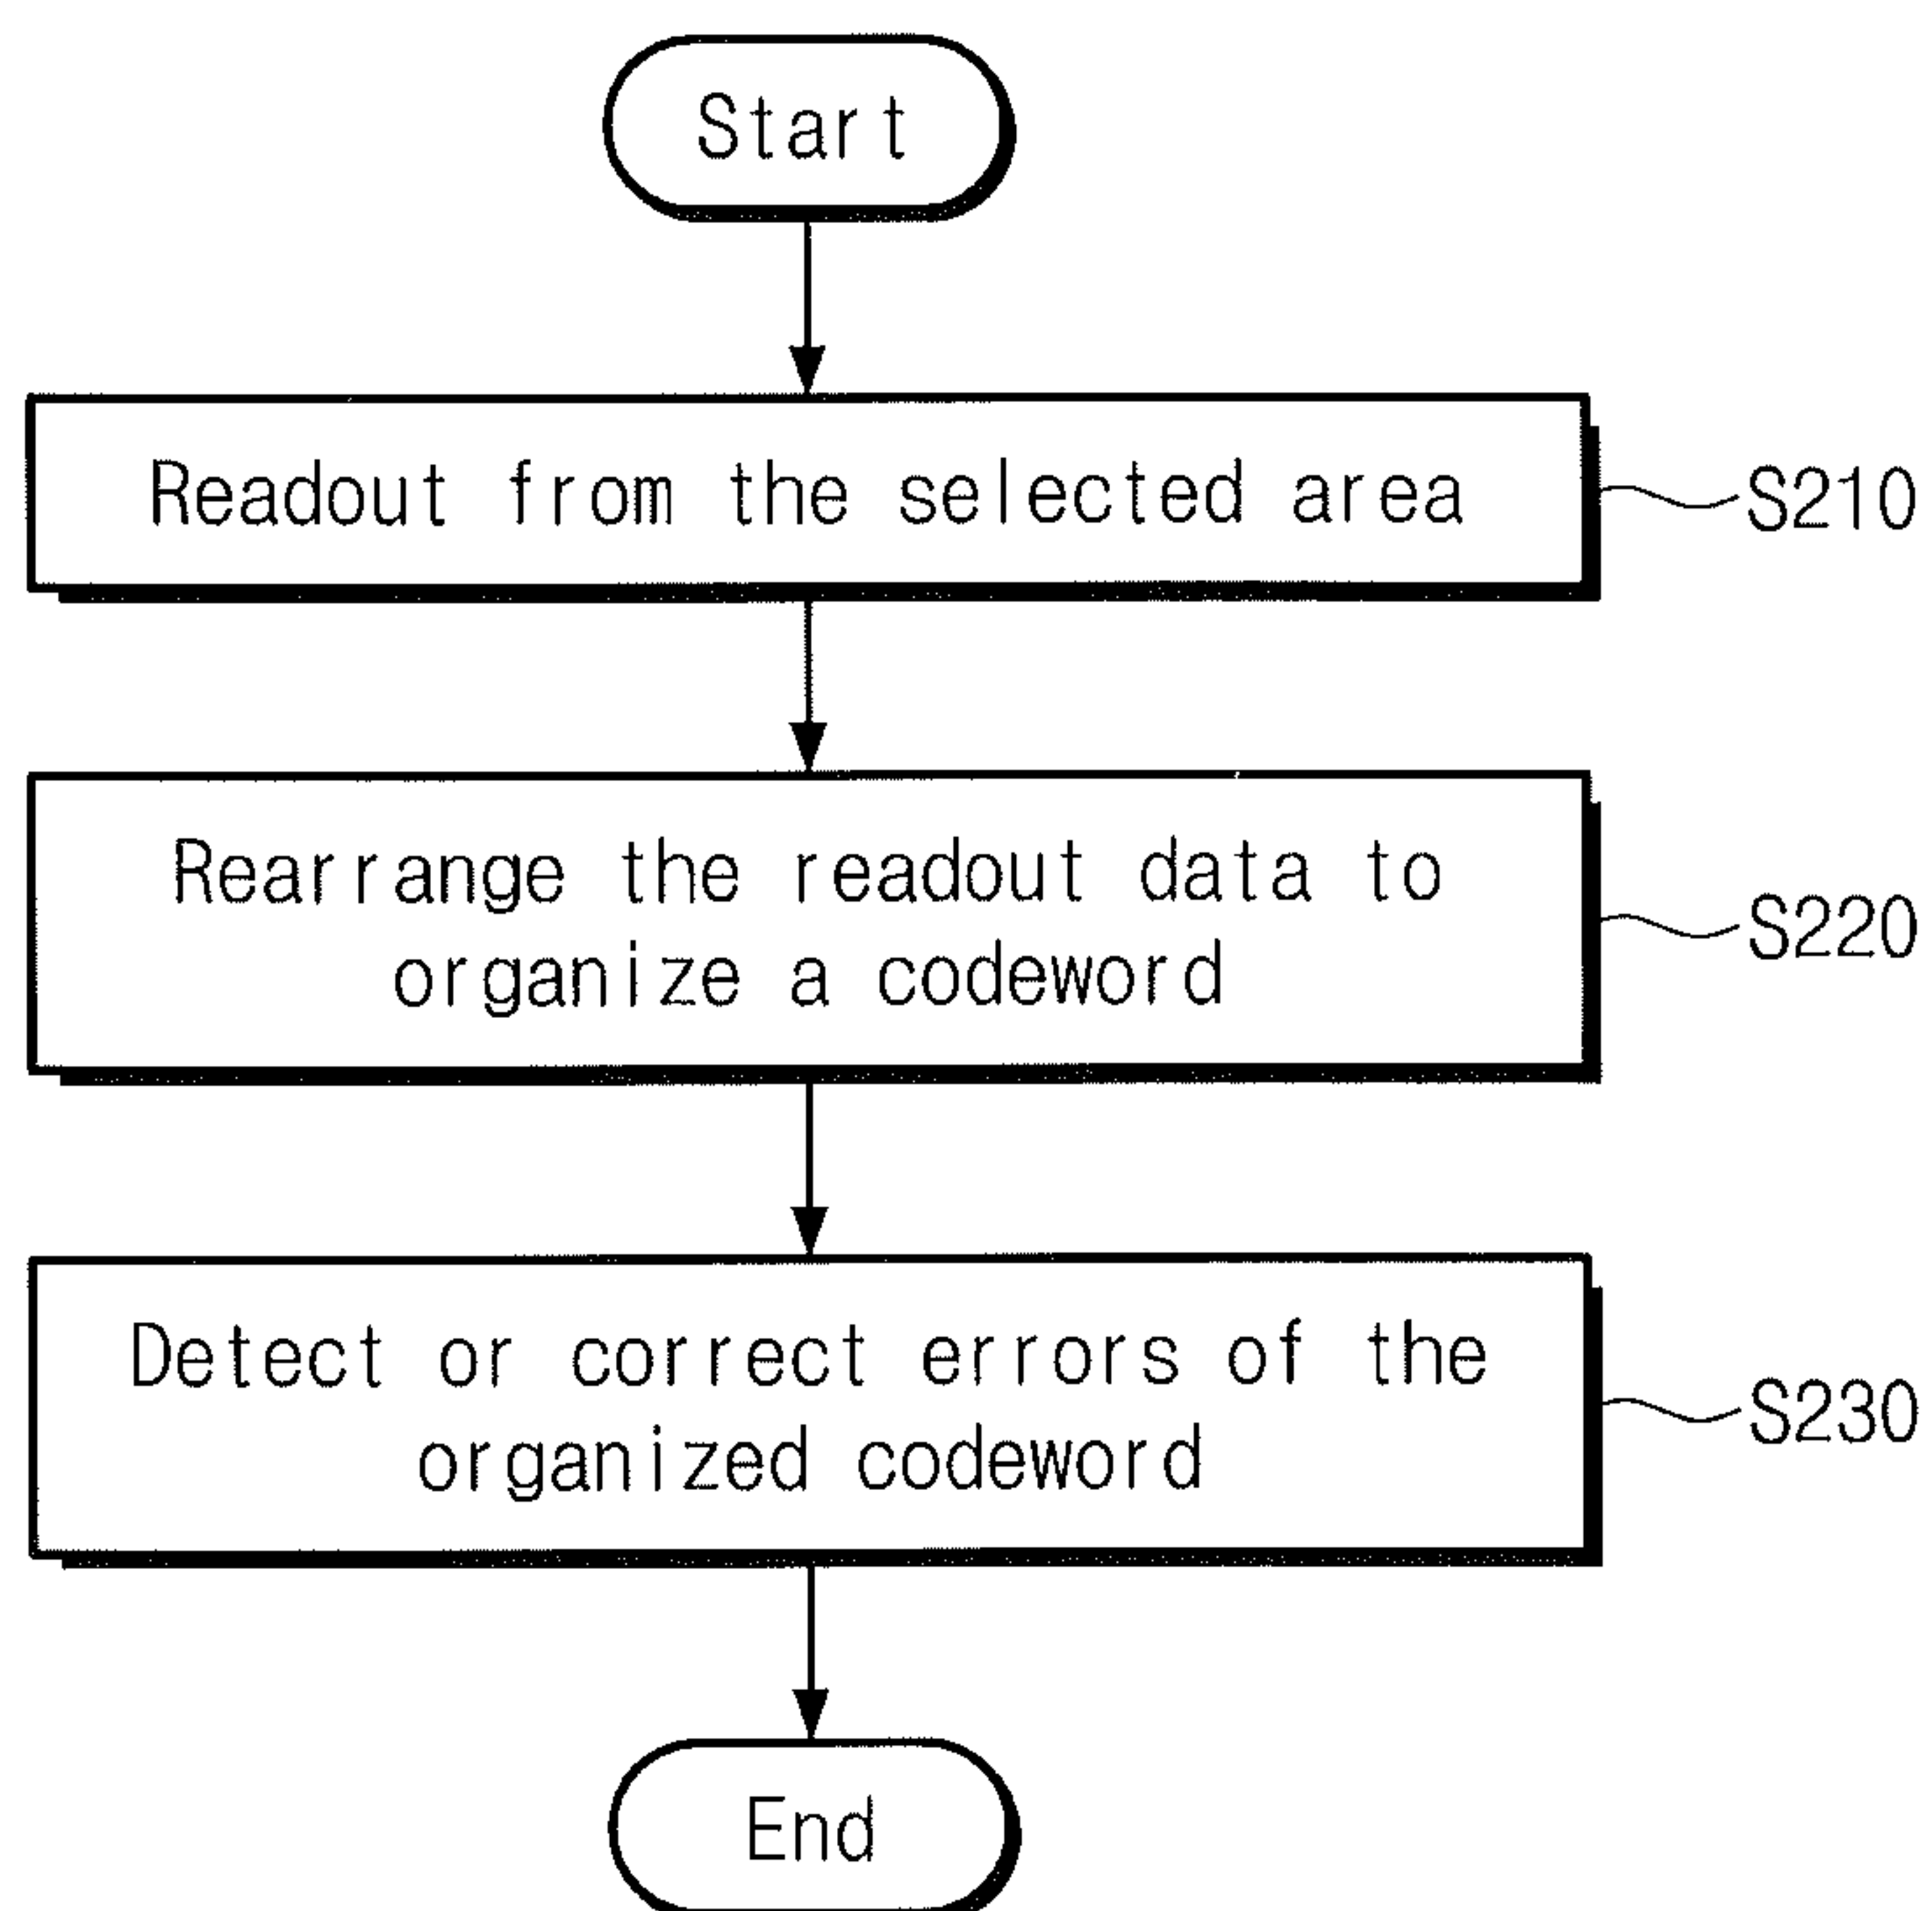 Start
Readout from the selected area
S210
Rearrange the readout data to
organize a codeword
S220
Detect or correct errors of the
organized codeword
S230
End